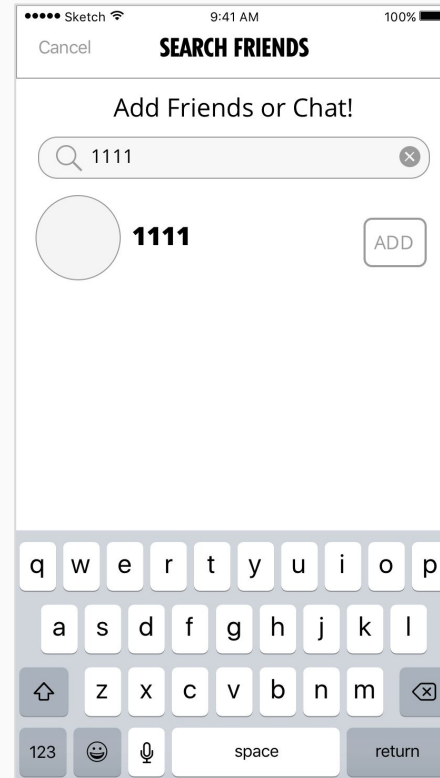 Sketch 9:41 AM 100%
Cancel SEARCH FRIENDS
Add Friends or Chat!
1111
1111 ADD
q w e r t y u i o p
a s d f g h j k l
z x c v b n m
123 space return